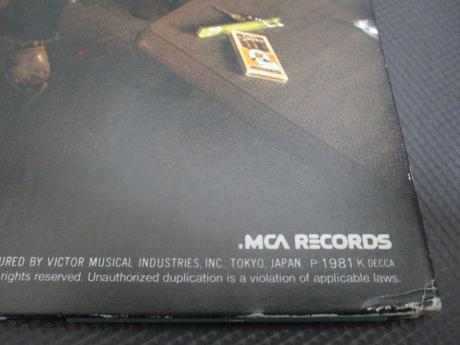 MCA RECORDS
URED BY VICTOR MUSICAL INDUSTRIES, INC., TOKYO, JAPAN. P 1981 K. DECCA
rights reserved. Unauthorized duplication is a violation of applicable laws.